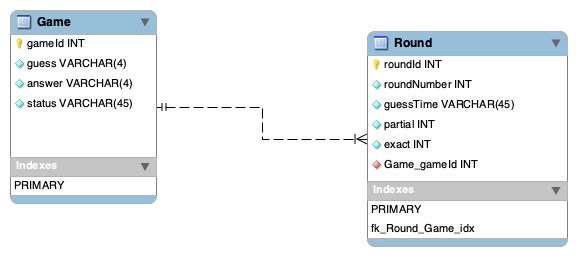 Game
gameId INT
guess VARCHAR(4)
answer VARCHAR(4)
status VARCHAR(45)
Indexes
PRIMARY
Round
roundId INT
roundNumber INT
guessTime VARCHAR(45)
partial INT
exact INT
Game_gameId INT
Indexes
PRIMARY
fk_Round_Game_idx